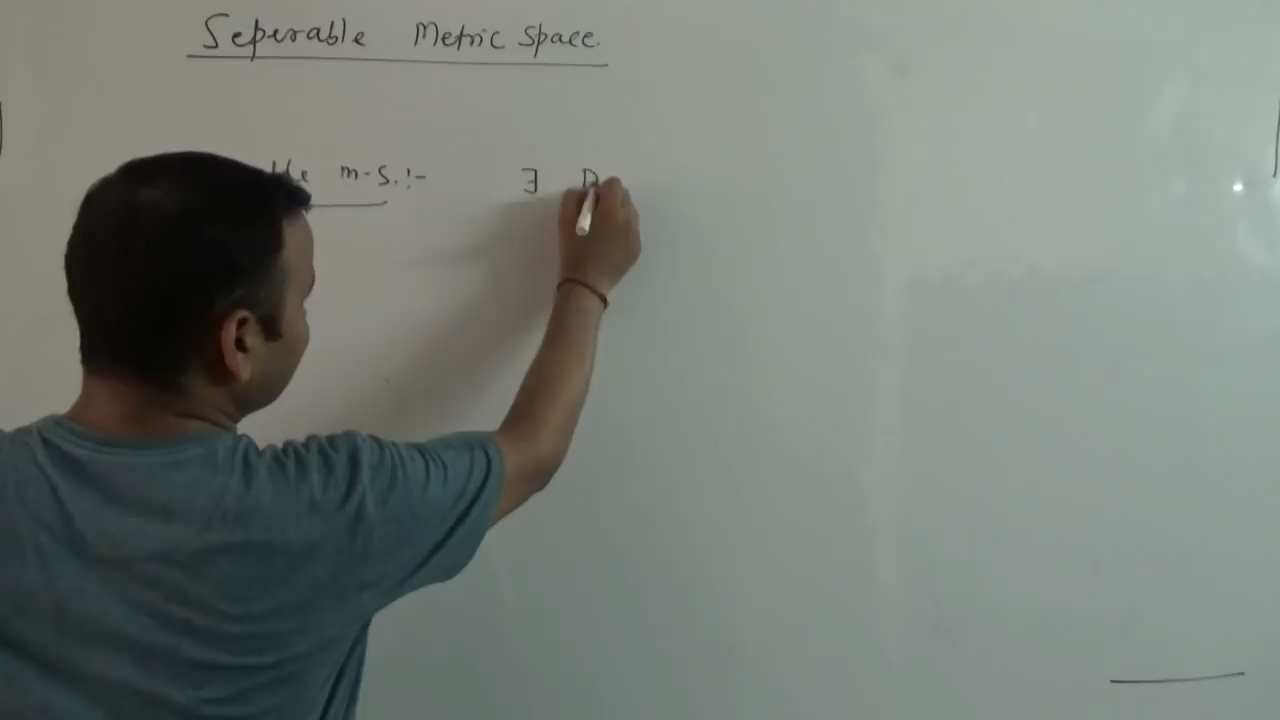 Seperable Metric Space.
m-S.:- ∃